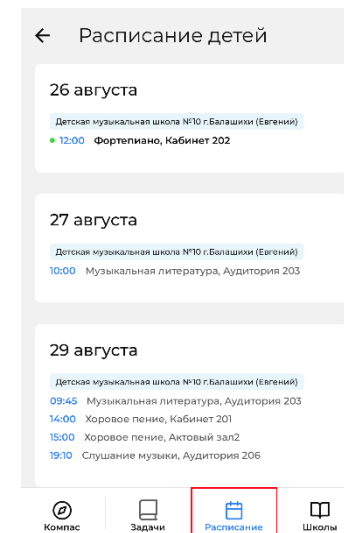 Расписание детей
26 августа
Детская музыкальная школа №10 г.Балашихи (Евгений)
12:00 Фортепиано, Кабинет 202
27 августа
Детская музыкальная школа №10 г.Балашихи (Евгений)
10:00 Музыкальная литература, Аудитория 203
29 августа
Детская музыкальная школа №10 г.Балашихи (Евгений)
09:45 Музыкальная литература, Аудитория 203
14:00 Хоровое пение, Кабинет 201
15:00 Хоровое пение, Актовый зал2
19:10 Слушание музыки, Аудитория 206
Компас Задачи Расписание Школы